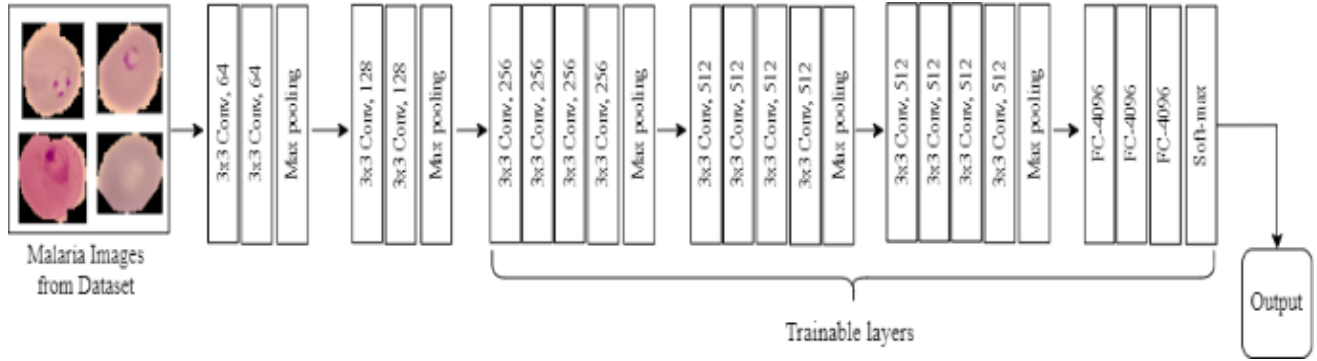 3x3 Conv, 64
3x3 Conv, 64
Max pooling
3x3 Conv, 128
3x3 Conv, 128
Max pooling
3x3 Conv, 256
3x3 Conv, 256
3x3 Conv, 256
3x3 Conv, 256
Max pooling
3x3 Conv, 512
3x3 Conv, 512
3x3 Conv, 512
3x3 Conv, 512
Max pooling
3x3 Conv, 512
3x3 Conv, 512
3x3 Conv, 512
3x3 Conv, 512
Max pooling
FC-4096
FC-4096
FC-4096
Soft-max
Malaria Images
from Dataset
Trainable layers
Output